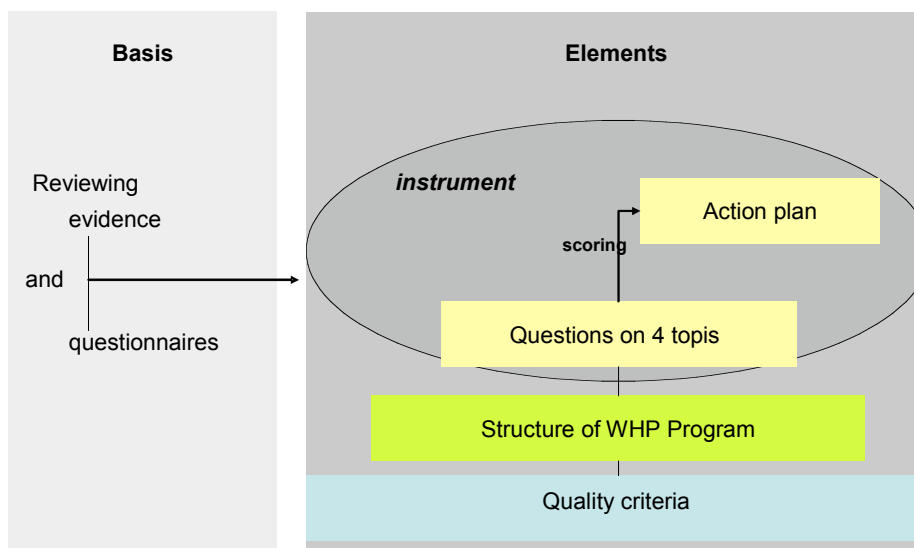 Basis
Reviewing
evidence
and
questionnaires
Elements
instrument
Action plan
scoring
Questions on 4 topis
Structure of WHP Program
Quality criteria